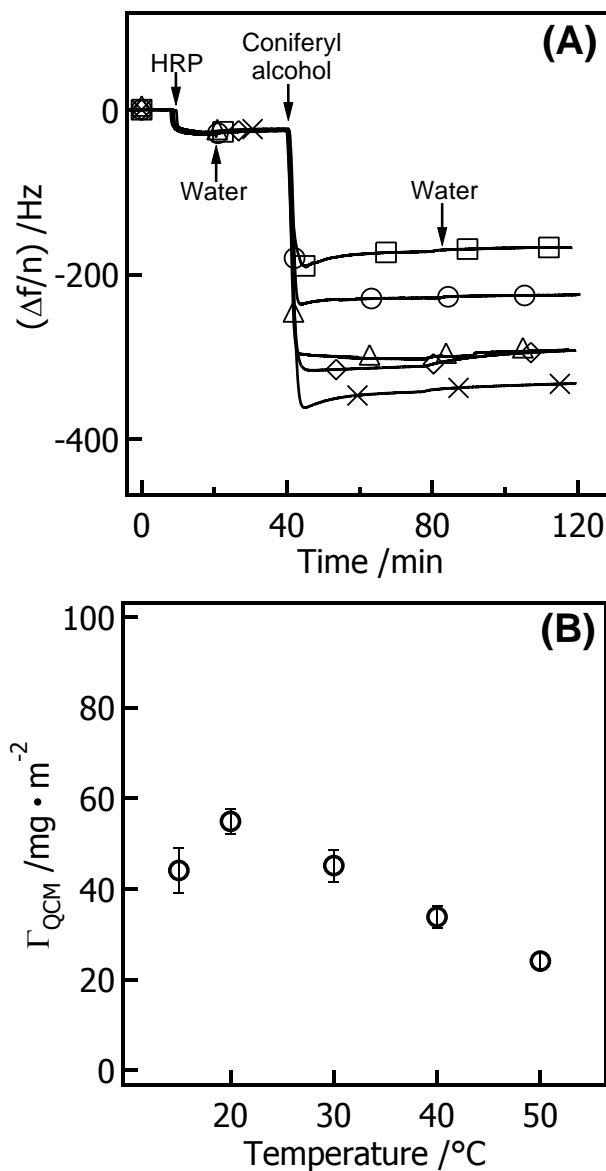 (A)
HRP
Coniferyl
alcohol
Water
Water
0
-200
-400
(Δf/n) /Hz
0 40 80 120
Time /min
(B)
100
80
60
40
20
0
Γ_QCM /mg • m⁻²
20 30 40 50
Temperature /°C